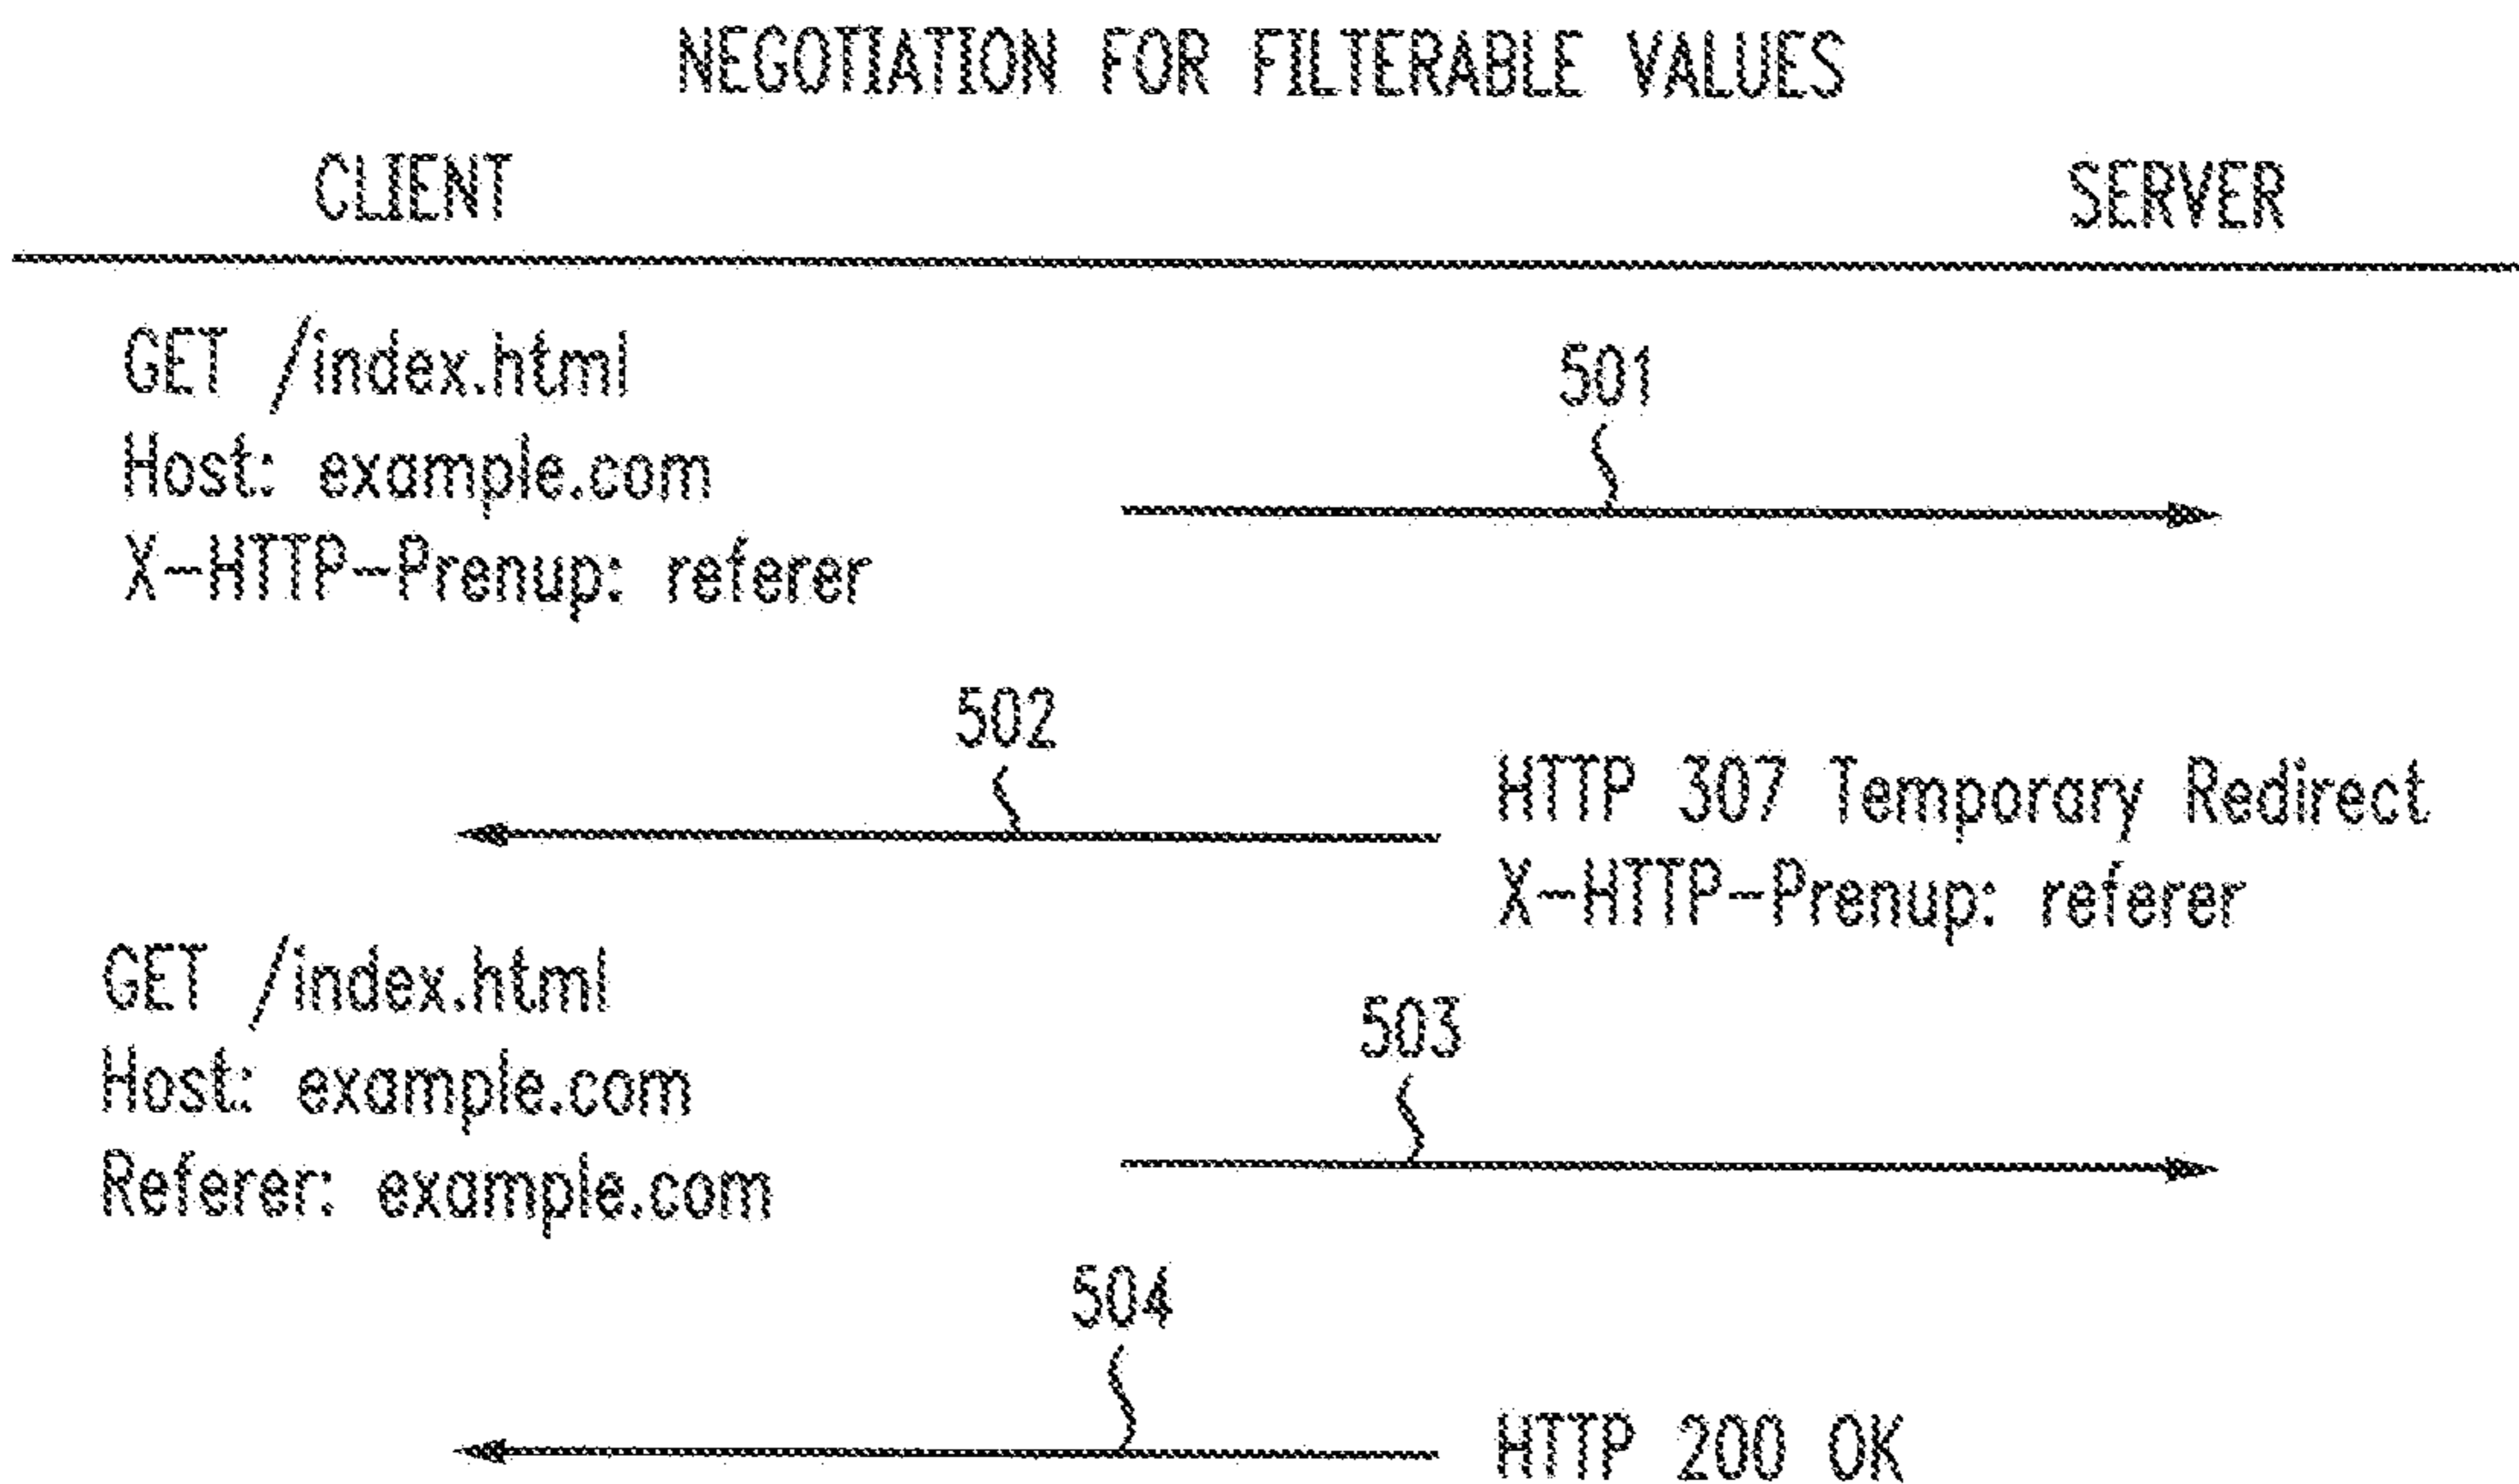 NEGOTIATION FOR FILTERABLE VALUES
CLIENT
SERVER
GET /index.html
501
Host: example.com
X-HTTP-Prenup: referer
502
HTTP 307 Temporary Redirect
X-HTTP-Prenup: referer
GET /index.html
503
Host: example.com
Referer: example.com
504
HTTP 200 OK